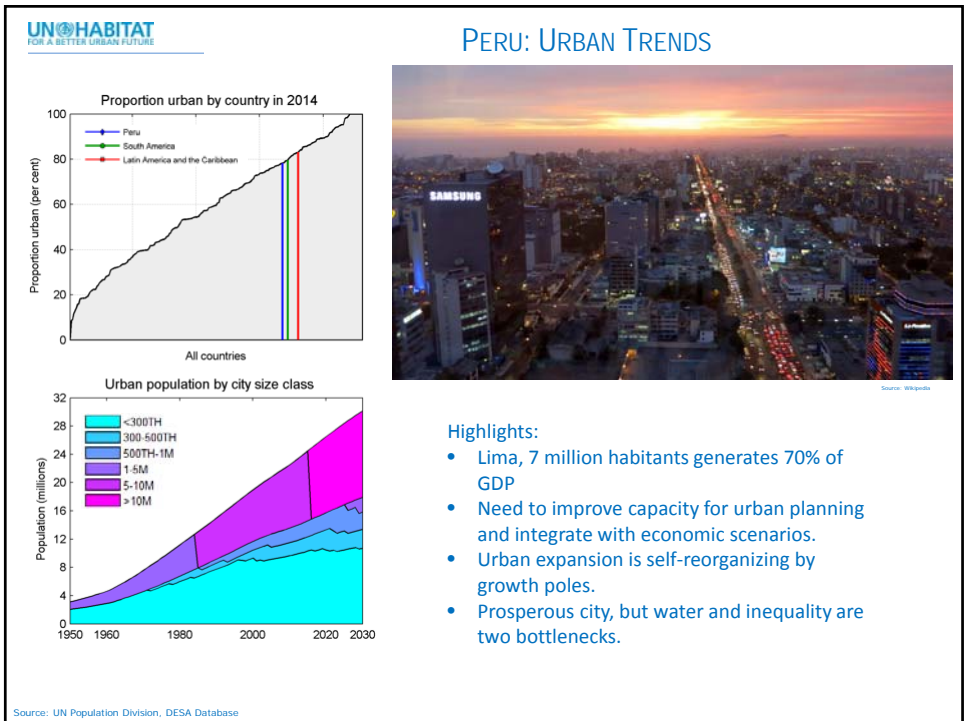 UN HABITAT
FOR A BETTER URBAN FUTURE
PERU: URBAN TRENDS
Proportion urban by country in 2014
100
80
60
40
20
0
Proportion urban (per cent)
Peru
South America
Latin America and the Caribbean
All countries
SAMSUNG
Source: Wikipedia
Urban population by city size class
32
28
24
20
16
12
8
4
0
Population (millions)
<300TH
300-500TH
500TH-1M
1-5M
5-10M
>10M
1950 1960 1980 2000 2020 2030
Highlights:
• Lima, 7 million habitants generates 70% of
GDP
• Need to improve capacity for urban planning
and integrate with economic scenarios.
• Urban expansion is self-reorganizing by
growth poles.
• Prosperous city, but water and inequality are
two bottlenecks.
Source: UN Population Division, DESA Database